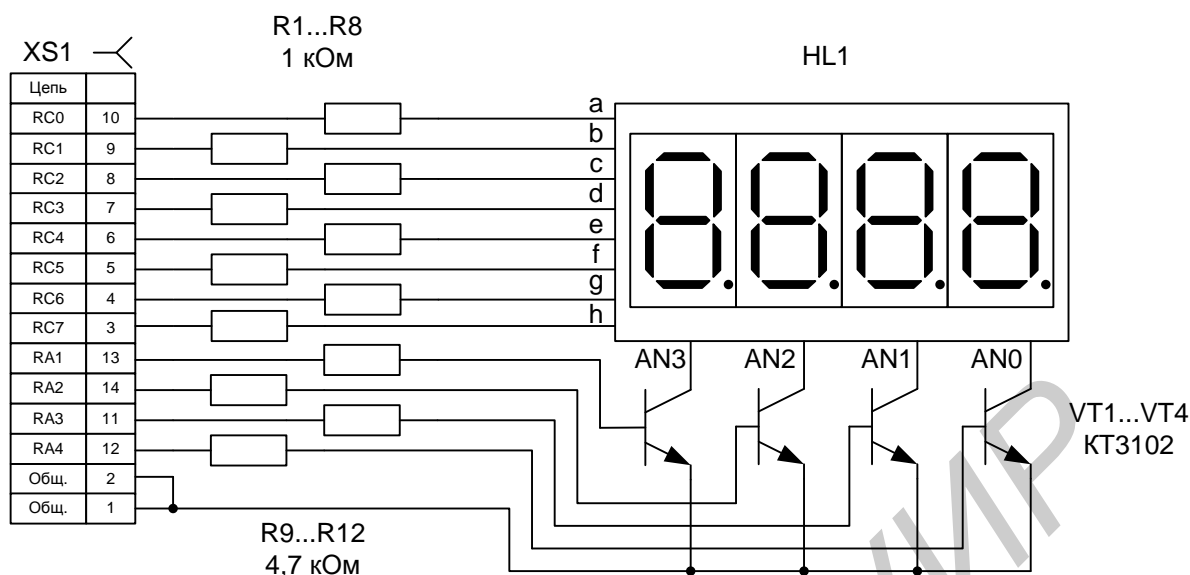 R1...R8
1 кОм
XS1
HL1
Цепь
RC0 10
RC1 9
RC2 8
RC3 7
RC4 6
RC5 5
RC6 4
RC7 3
RA1 13
RA2 14
RA3 11
RA4 12
Общ. 2
Общ. 1
a
b
c
d
e
f
g
h
AN3 AN2 AN1 AN0
VT1...VT4
КТ3102
R9...R12
4,7 кОм